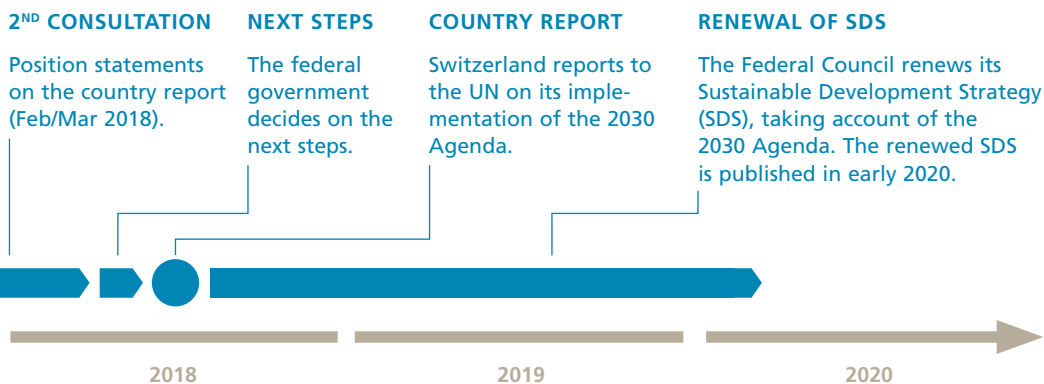 2ND CONSULTATION
Position statements
on the country report
(Feb/Mar 2018).
NEXT STEPS
The federal
government
decides on the
next steps.
COUNTRY REPORT
Switzerland reports to
the UN on its imple-
mentation of the 2030
Agenda.
RENEWAL OF SDS
The Federal Council renews its
Sustainable Development Strategy
(SDS), taking account of the
2030 Agenda. The renewed SDS
is published in early 2020.
2018
2019
2020